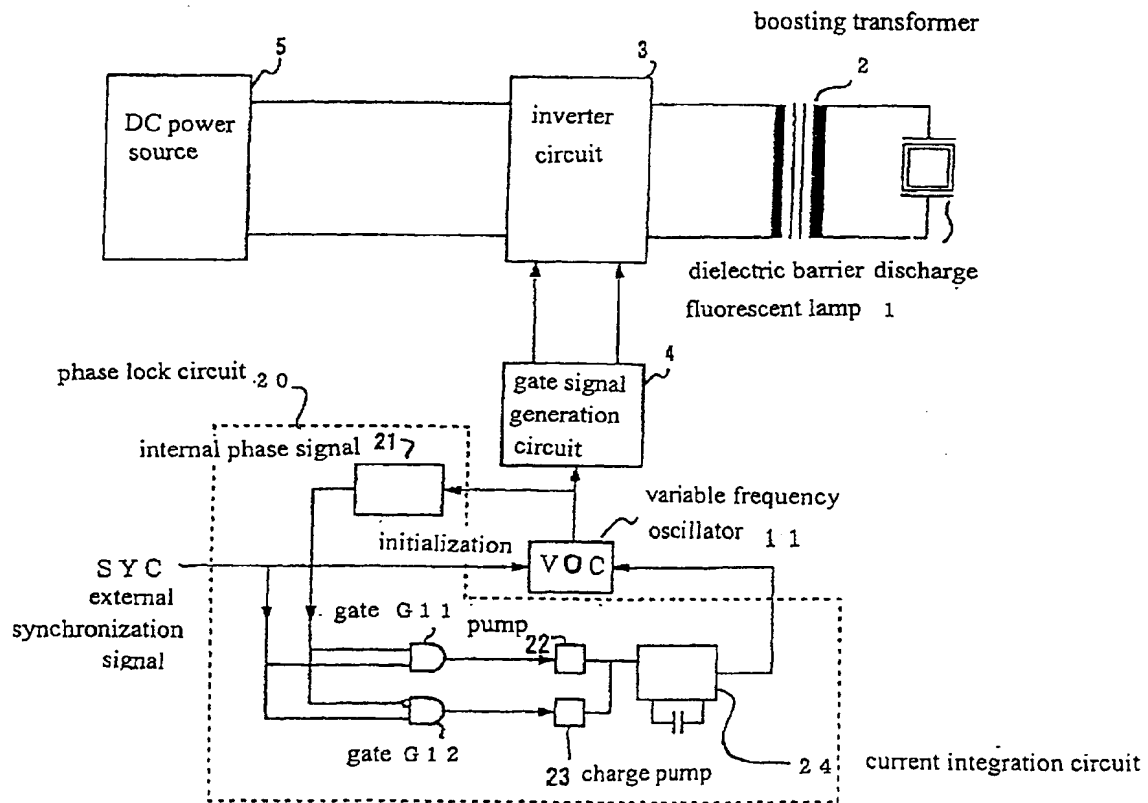 boosting transformer
5
3
2
DC power
source
inverter
circuit
dielectric barrier discharge
fluorescent lamp 1
phase lock circuit 20
4
gate signal
generation
circuit
internal phase signal 21
variable frequency
oscillator 11
initialization
VOC
SYC
external
synchronization
signal
gate G11
pump
22
gate G12
23 charge pump
24 current integration circuit